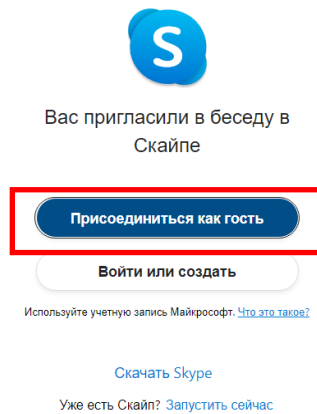 S
Вас пригласили в беседу в
Скайпе
Присоединиться как гость
Войти или создать
Используйте учетную запись Майкрософт. Что это такое?
Скачать Skype
Уже есть Скайп? Запустить сейчас